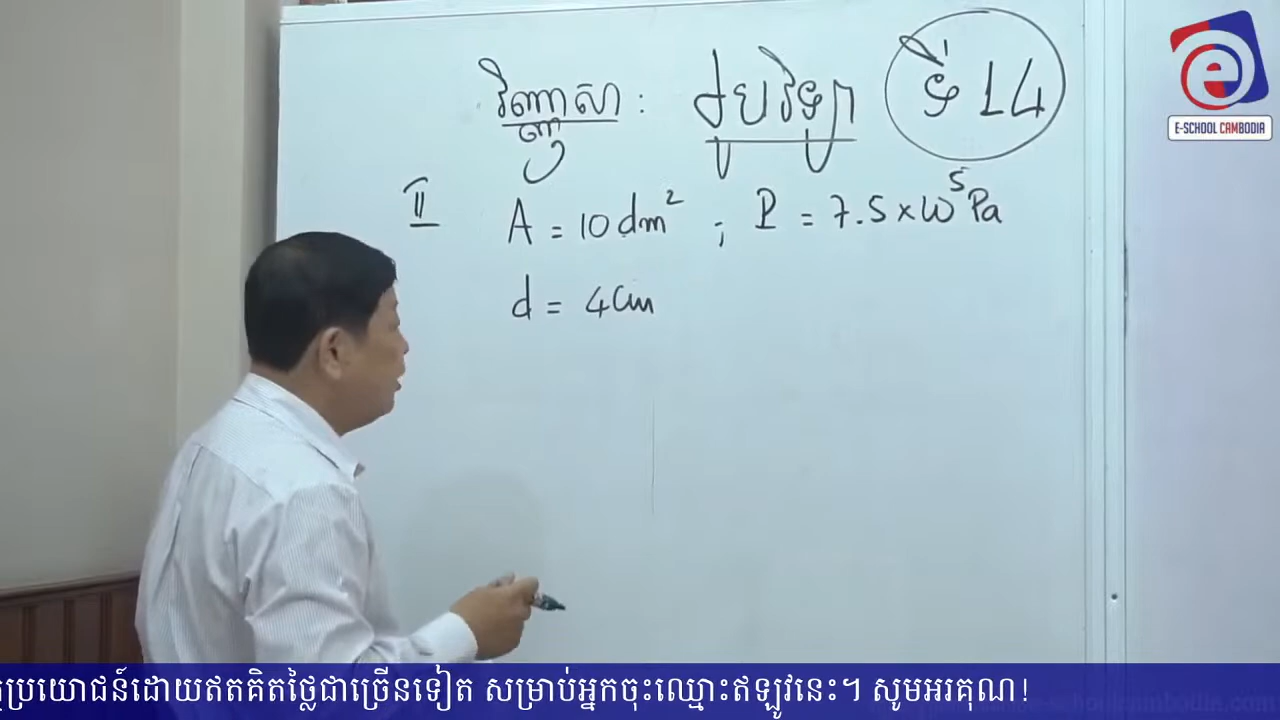 វិញ្ញាសា : រូបវិទ្យា ទី 14
II A = 10 dm² ; P = 7.5 × 10⁵ Pa
d = 4 cm
e
E-SCHOOL CAMBODIA
ប្រយោជន៍ដោយឥតគិតថ្លៃជាច្រើនទៀត សម្រាប់អ្នកចុះឈ្មោះឥឡូវនេះ។ សូមអរគុណ!